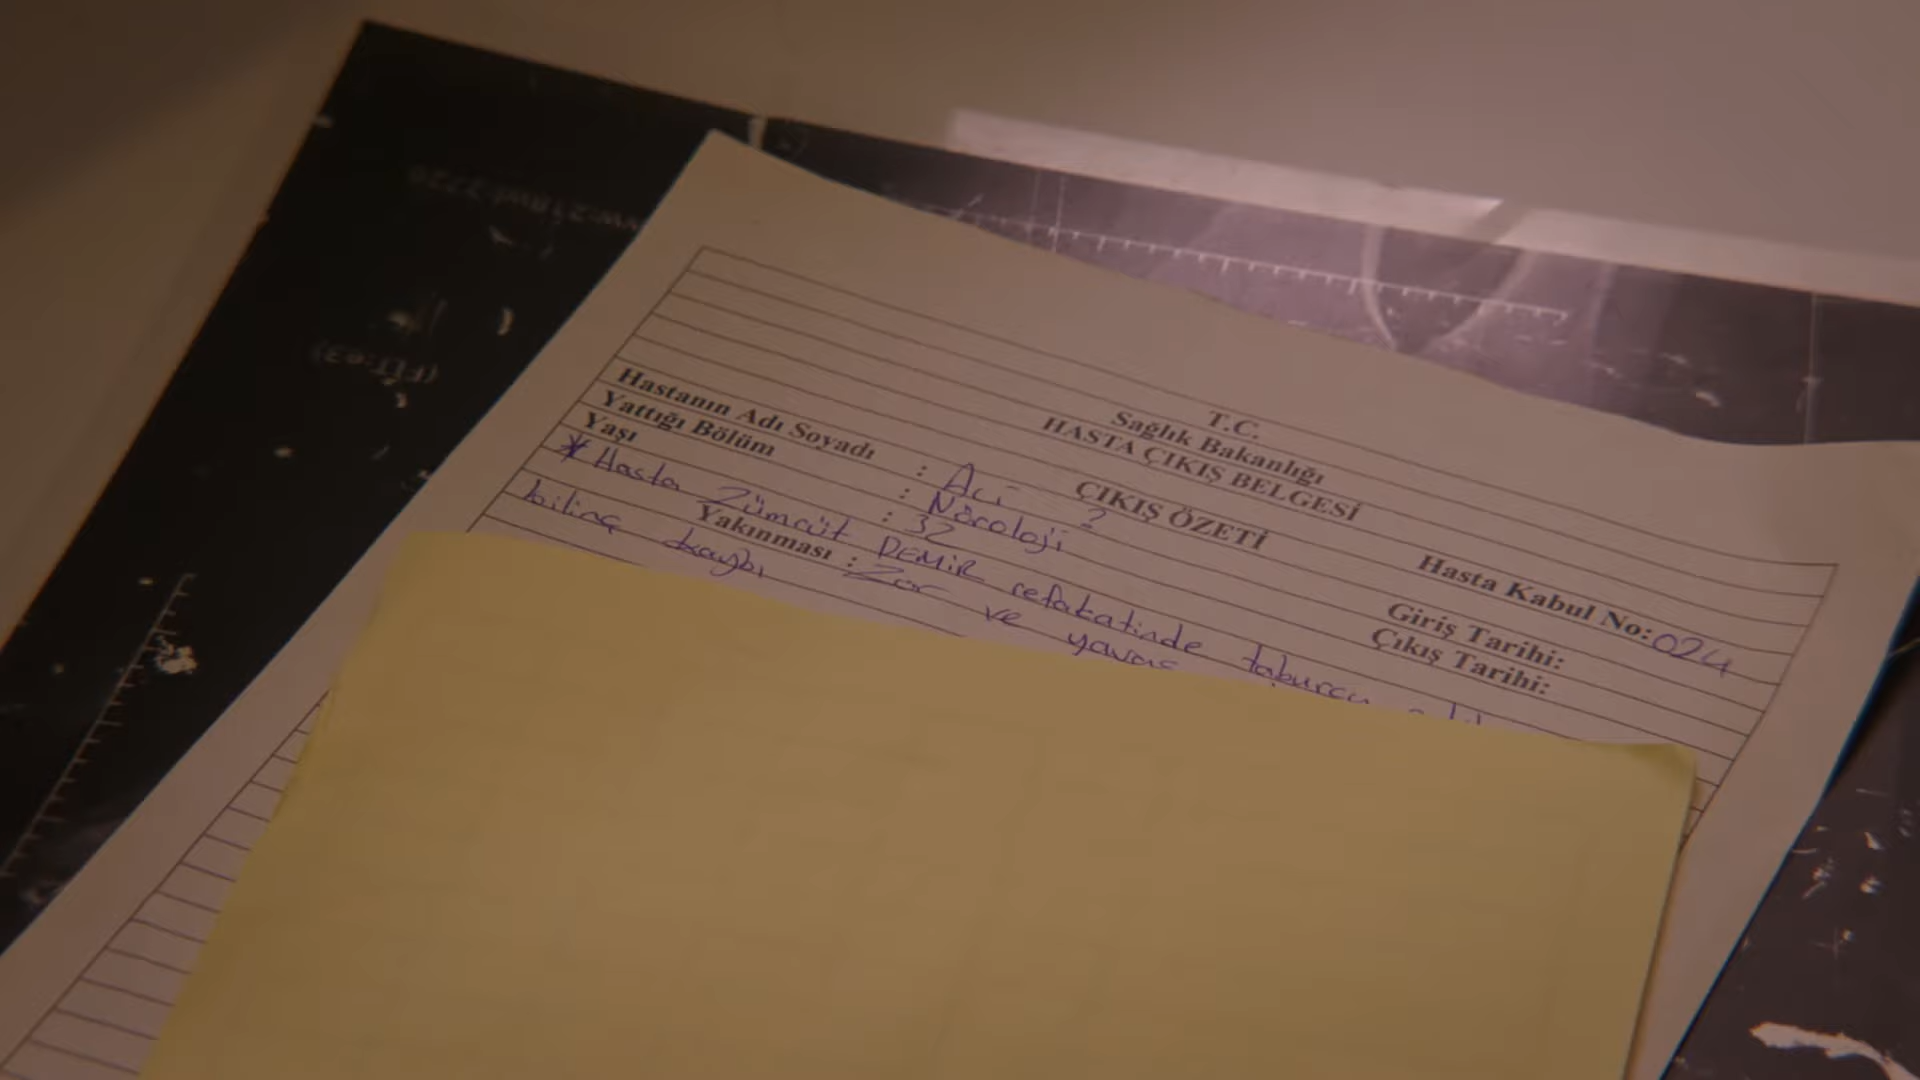 T.C.
Sağlık Bakanlığı
HASTA ÇIKIŞ BELGESİ
ÇIKIŞ ÖZETİ
Hasta Kabul No: 024
Hastanın Adı Soyadı : Acı ?
Giriş Tarihi:
Yattığı Bölüm : Nöroloji
Çıkış Tarihi:
Yaşı : 32
* Hasta Zümrüt DEMİR refakatinde taburcu
Yakınması : Zor ve yavaş
bilinç kaybı